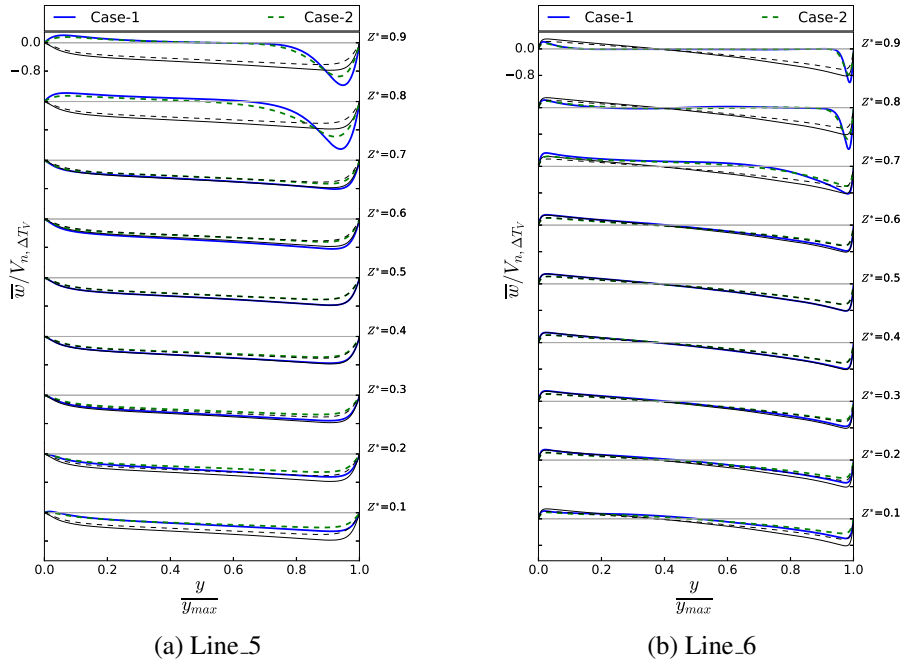 Case-1 Case-2
0.0
−0.8
Z*=0.9
Z*=0.8
Z*=0.7
Z*=0.6
Z*=0.5
Z*=0.4
Z*=0.3
Z*=0.2
Z*=0.1
w̅/V_{n, ΔT_V}
0.0 0.2 0.4 0.6 0.8 1.0
y
y_{max}
(a) Line_5
Case-1 Case-2
0.0
−0.8
Z*=0.9
Z*=0.8
Z*=0.7
Z*=0.6
Z*=0.5
Z*=0.4
Z*=0.3
Z*=0.2
Z*=0.1
w̅/V_{n, ΔT_V}
0.0 0.2 0.4 0.6 0.8 1.0
y
y_{max}
(b) Line_6